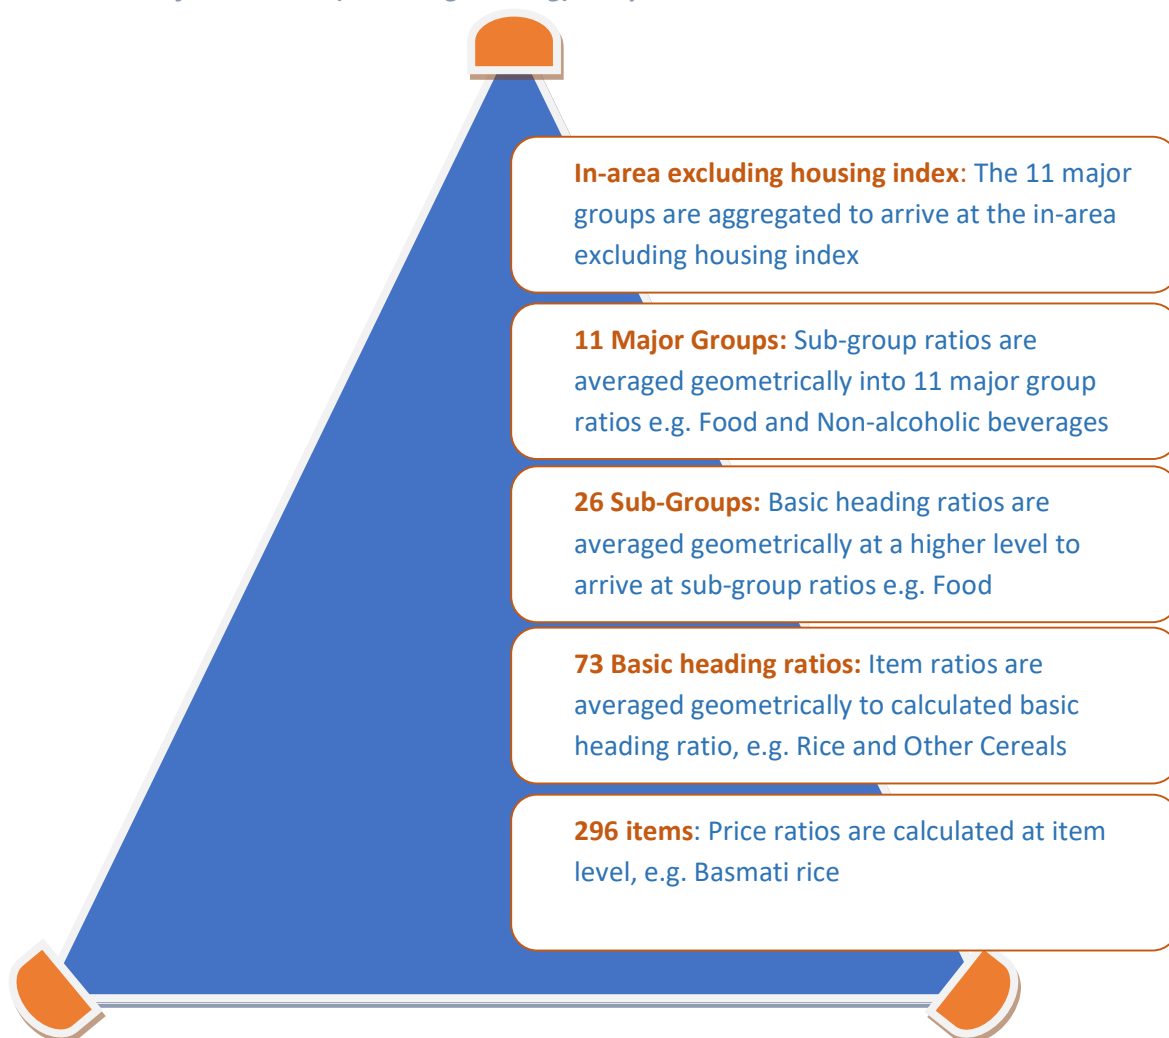 In-area excluding housing index: The 11 major
groups are aggregated to arrive at the in-area
excluding housing index
11 Major Groups: Sub-group ratios are
averaged geometrically into 11 major group
ratios e.g. Food and Non-alcoholic beverages
26 Sub-Groups: Basic heading ratios are
averaged geometrically at a higher level to
arrive at sub-group ratios e.g. Food
73 Basic heading ratios: Item ratios are
averaged geometrically to calculated basic
heading ratio, e.g. Rice and Other Cereals
296 items: Price ratios are calculated at item
level, e.g. Basmati rice